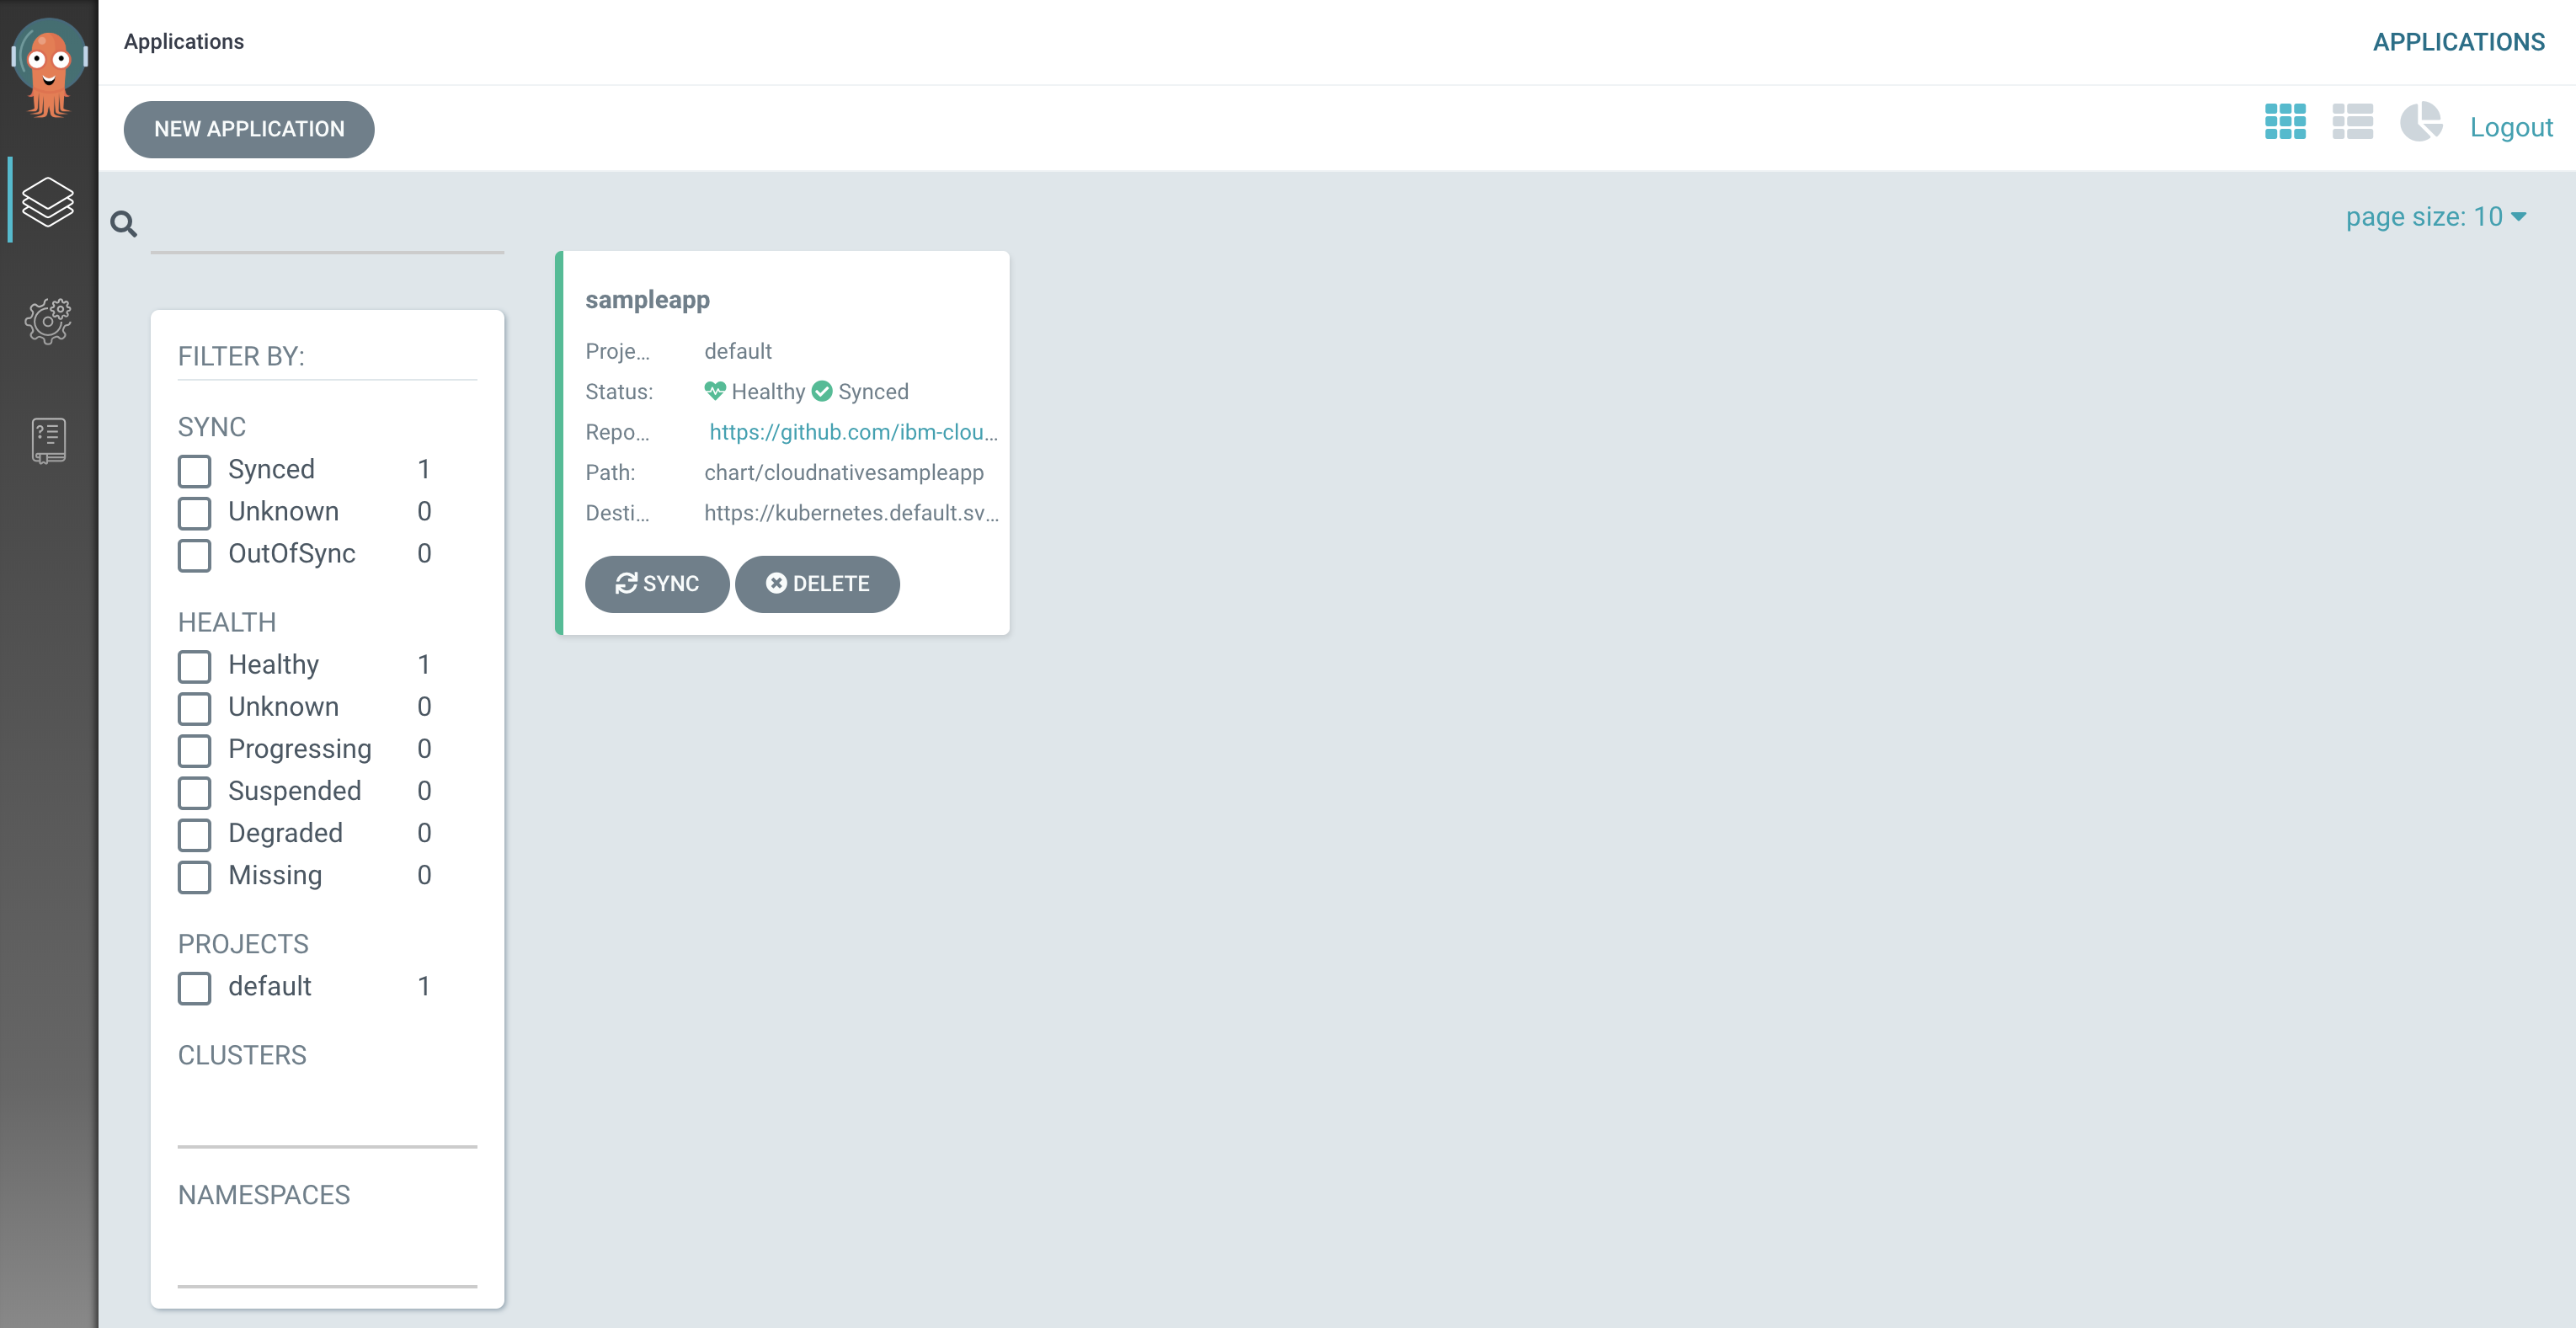 Applications
APPLICATIONS
NEW APPLICATION
Logout
page size: 10
FILTER BY:
SYNC
Synced 1
Unknown 0
OutOfSync 0
HEALTH
Healthy 1
Unknown 0
Progressing 0
Suspended 0
Degraded 0
Missing 0
PROJECTS
default 1
CLUSTERS
NAMESPACES
sampleapp
Proje... default
Status: Healthy Synced
Repo... https://github.com/ibm-clou...
Path: chart/cloudnativesampleapp
Desti... https://kubernetes.default.sv...
SYNC DELETE